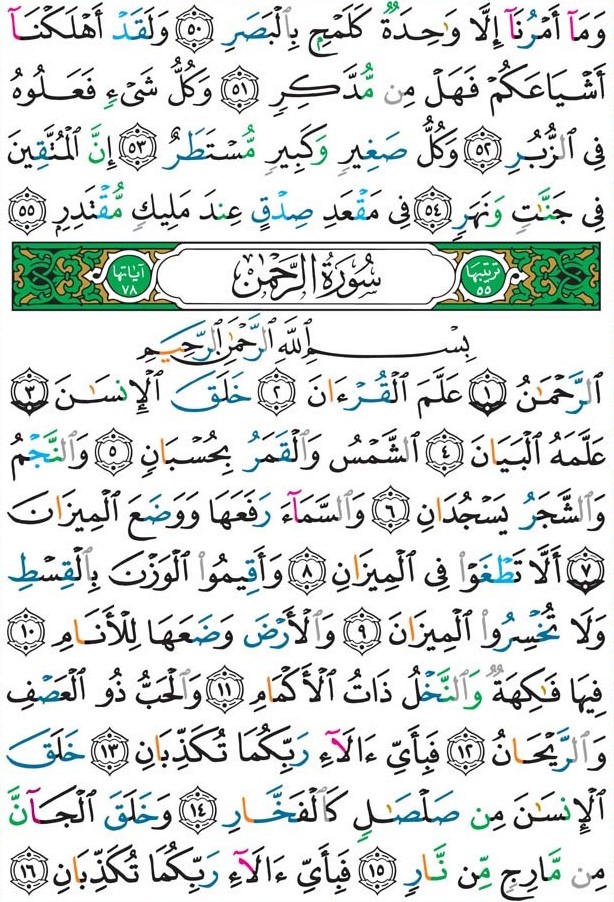 وَمَآ أَمْرُنَآ إِلَّا وَٰحِدَةٌ كَلَمْحٍۭ بِٱلْبَصَرِ ٥٠ وَلَقَدْ أَهْلَكْنَآ
أَشْيَاعَكُمْ فَهَلْ مِن مُّدَّكِرٍ ٥١ وَكُلُّ شَىْءٍ فَعَلُوهُ
فِى ٱلزُّبُرِ ٥٢ وَكُلُّ صَغِيرٍ وَكَبِيرٍ مُّسْتَطَرٌ ٥٣ إِنَّ ٱلْمُتَّقِينَ
فِى جَنَّٰتٍ وَنَهَرٍ ٥٤ فِى مَقْعَدِ صِدْقٍ عِندَ مَلِيكٍ مُّقْتَدِرٍۭ ٥٥
ترتيبها ٥٥ سُورَةُ الرَّحْمَٰن آياتها ٧٨
بِسْمِ ٱللَّهِ ٱلرَّحْمَٰنِ ٱلرَّحِيمِ
ٱلرَّحْمَٰنُ ١ عَلَّمَ ٱلْقُرْءَانَ ٢ خَلَقَ ٱلْإِنسَٰنَ ٣
عَلَّمَهُ ٱلْبَيَانَ ٤ ٱلشَّمْسُ وَٱلْقَمَرُ بِحُسْبَانٍ ٥ وَٱلنَّجْمُ
وَٱلشَّجَرُ يَسْجُدَانِ ٦ وَٱلسَّمَآءَ رَفَعَهَا وَوَضَعَ ٱلْمِيزَانَ
٧ أَلَّا تَطْغَوْا۟ فِى ٱلْمِيزَانِ ٨ وَأَقِيمُوا۟ ٱلْوَزْنَ بِٱلْقِسْطِ
وَلَا تُخْسِرُوا۟ ٱلْمِيزَانَ ٩ وَٱلْأَرْضَ وَضَعَهَا لِلْأَنَامِ ١٠
فِيهَا فَٰكِهَةٌ وَٱلنَّخْلُ ذَاتُ ٱلْأَكْمَامِ ١١ وَٱلْحَبُّ ذُو ٱلْعَصْفِ
وَٱلرَّيْحَانُ ١٢ فَبِأَىِّ ءَالَآءِ رَبِّكُمَا تُكَذِّبَانِ ١٣ خَلَقَ
ٱلْإِنسَٰنَ مِن صَلْصَٰلٍ كَٱلْفَخَّارِ ١٤ وَخَلَقَ ٱلْجَآنَّ
مِن مَّارِجٍ مِّن نَّارٍ ١٥ فَبِأَىِّ ءَالَآءِ رَبِّكُمَا تُكَذِّبَانِ ١٦